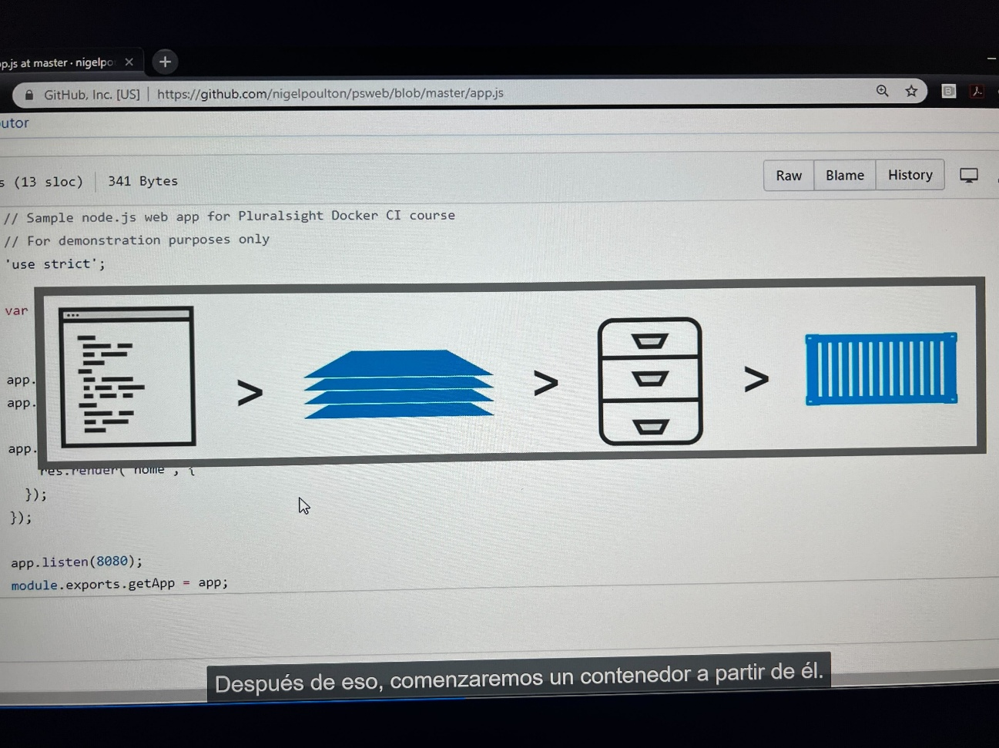 p.js at master · nigelpo
GitHub, Inc. [US] | https://github.com/nigelpoulton/psweb/blob/master/app.js
utor
s (13 sloc) 341 Bytes
Raw Blame History
// Sample node.js web app for Pluralsight Docker CI course
// For demonstration purposes only
'use strict';
var
> > >
app.
app.
app.
res.render( home , {
});
});
app.listen(8080);
module.exports.getApp = app;
Después de eso, comenzaremos un contenedor a partir de él.